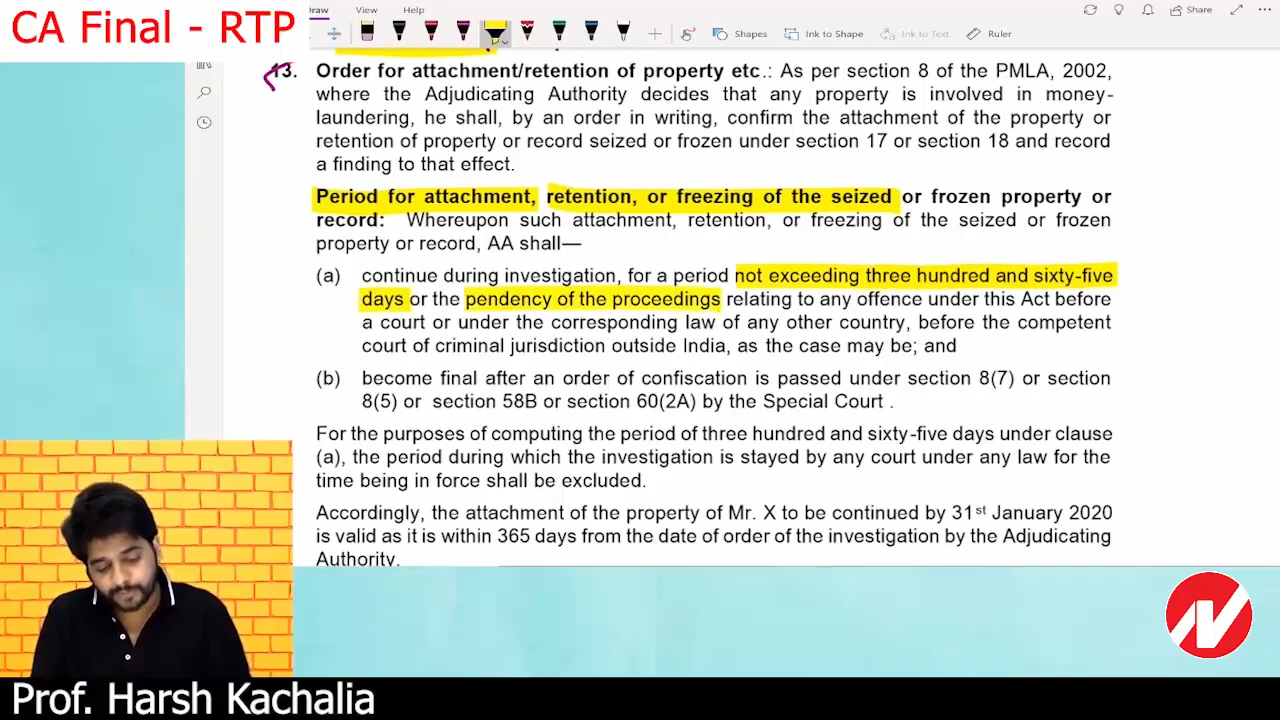 CA Final - RTP
Draw View Help Share
Shapes Ink to Shape Ink to Text Ruler
13. Order for attachment/retention of property etc.: As per section 8 of the PMLA, 2002,
where the Adjudicating Authority decides that any property is involved in money-
laundering, he shall, by an order in writing, confirm the attachment of the property or
retention of property or record seized or frozen under section 17 or section 18 and record
a finding to that effect.
Period for attachment, retention, or freezing of the seized or frozen property or
record: Whereupon such attachment, retention, or freezing of the seized or frozen
property or record, AA shall—
(a) continue during investigation, for a period not exceeding three hundred and sixty-five
days or the pendency of the proceedings relating to any offence under this Act before
a court or under the corresponding law of any other country, before the competent
court of criminal jurisdiction outside India, as the case may be; and
(b) become final after an order of confiscation is passed under section 8(7) or section
8(5) or section 58B or section 60(2A) by the Special Court .
For the purposes of computing the period of three hundred and sixty-five days under clause
(a), the period during which the investigation is stayed by any court under any law for the
time being in force shall be excluded.
Accordingly, the attachment of the property of Mr. X to be continued by 31st January 2020
is valid as it is within 365 days from the date of order of the investigation by the Adjudicating
Authority.
Prof. Harsh Kachalia